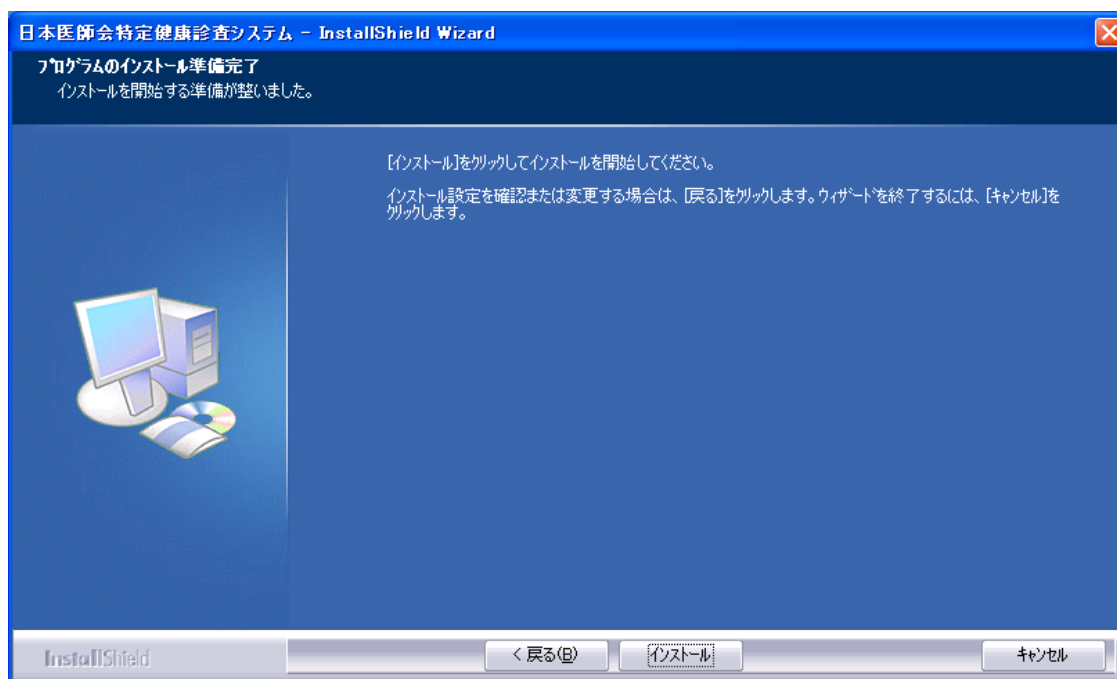 日本医師会特定健康診査システム - InstallShield Wizard
ﾌﾟﾛｸﾞﾗﾑのｲﾝｽﾄｰﾙ準備完了
ｲﾝｽﾄｰﾙを開始する準備が整いました。
[ｲﾝｽﾄｰﾙ]をｸﾘｯｸしてｲﾝｽﾄｰﾙを開始してください。
ｲﾝｽﾄｰﾙ設定を確認または変更する場合は、[戻る]をｸﾘｯｸします。ｳｨｻﾞｰﾄﾞを終了するには、[ｷｬﾝｾﾙ]を
ｸﾘｯｸします。
InstallShield
< 戻る(B)
ｲﾝｽﾄｰﾙ
ｷｬﾝｾﾙ